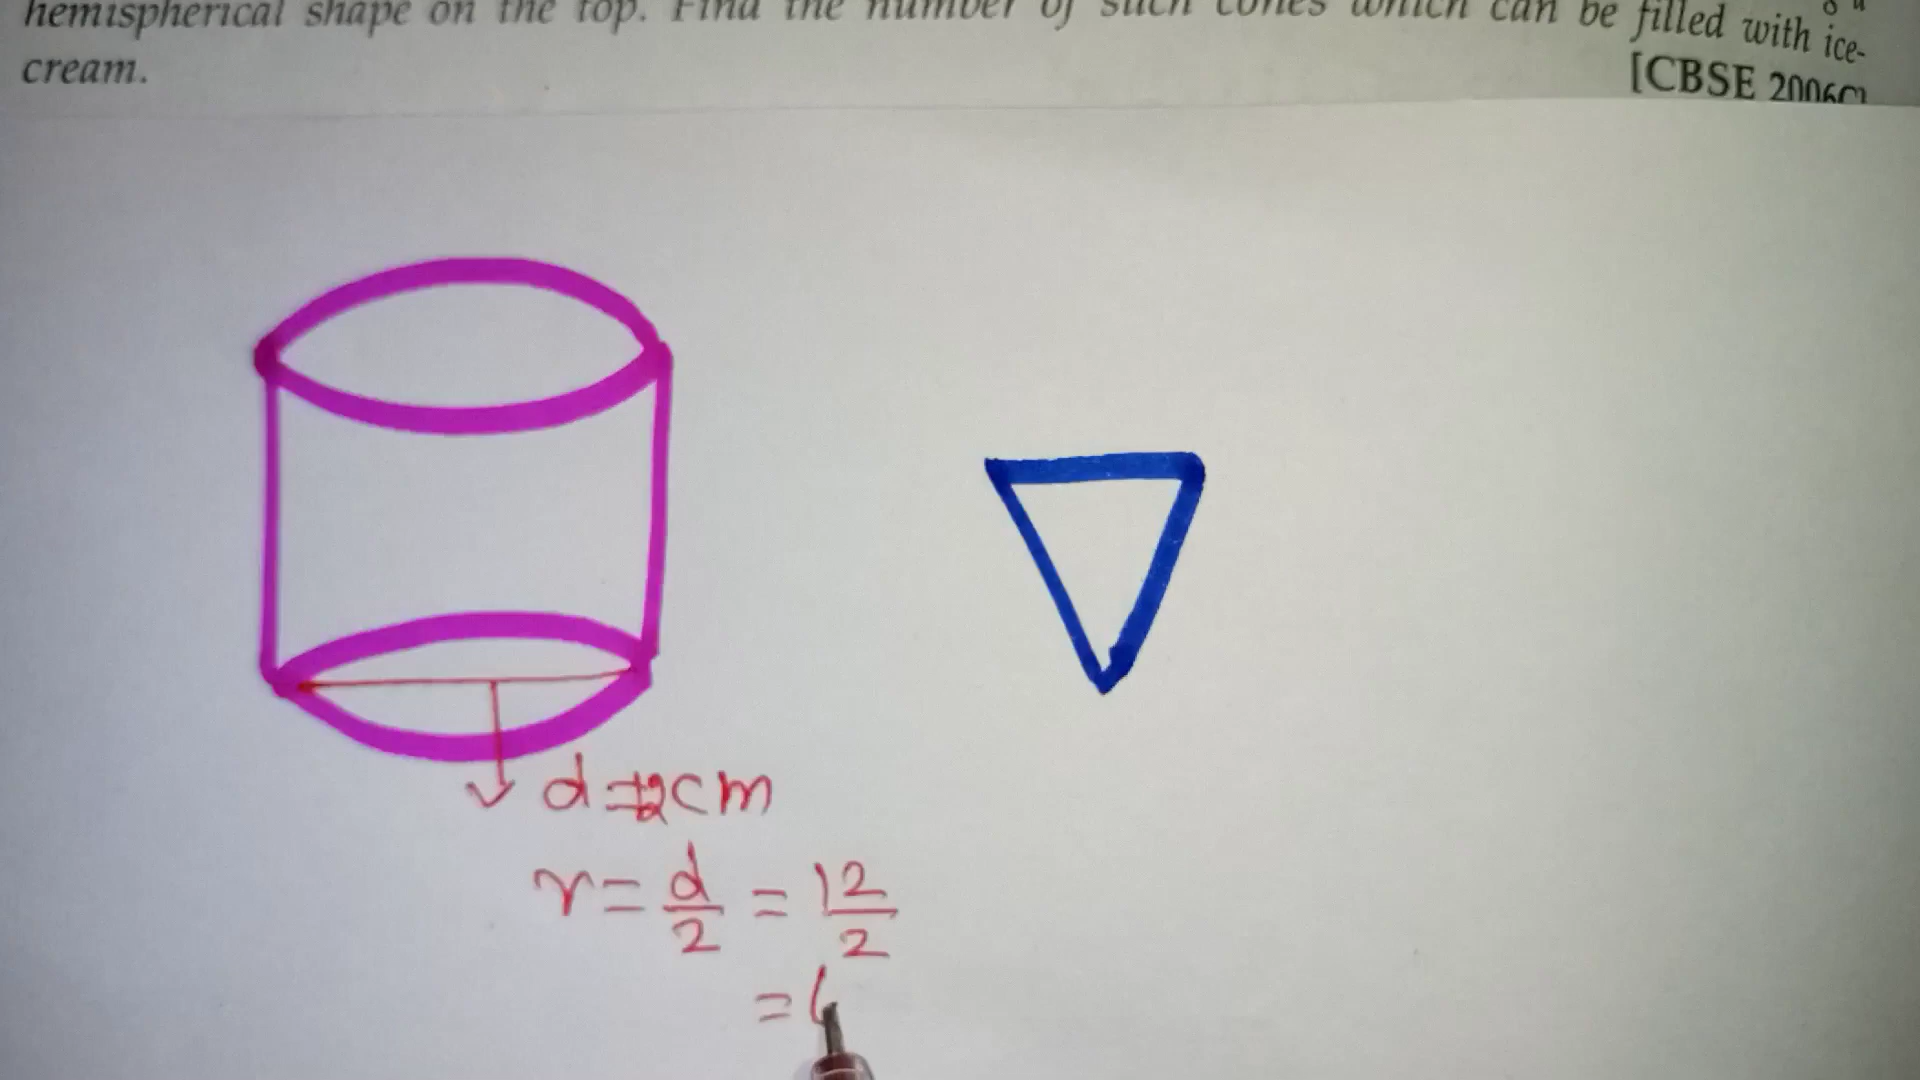 hemispherical shape on the top. Find the number of such cones which can be filled with ice-
cream.
[CBSE 2006C]
d=12cm
r=d/2=12/2
=6